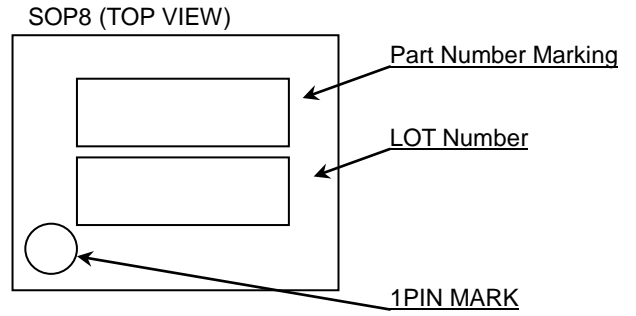 SOP8 (TOP VIEW)
Part Number Marking
LOT Number
1PIN MARK